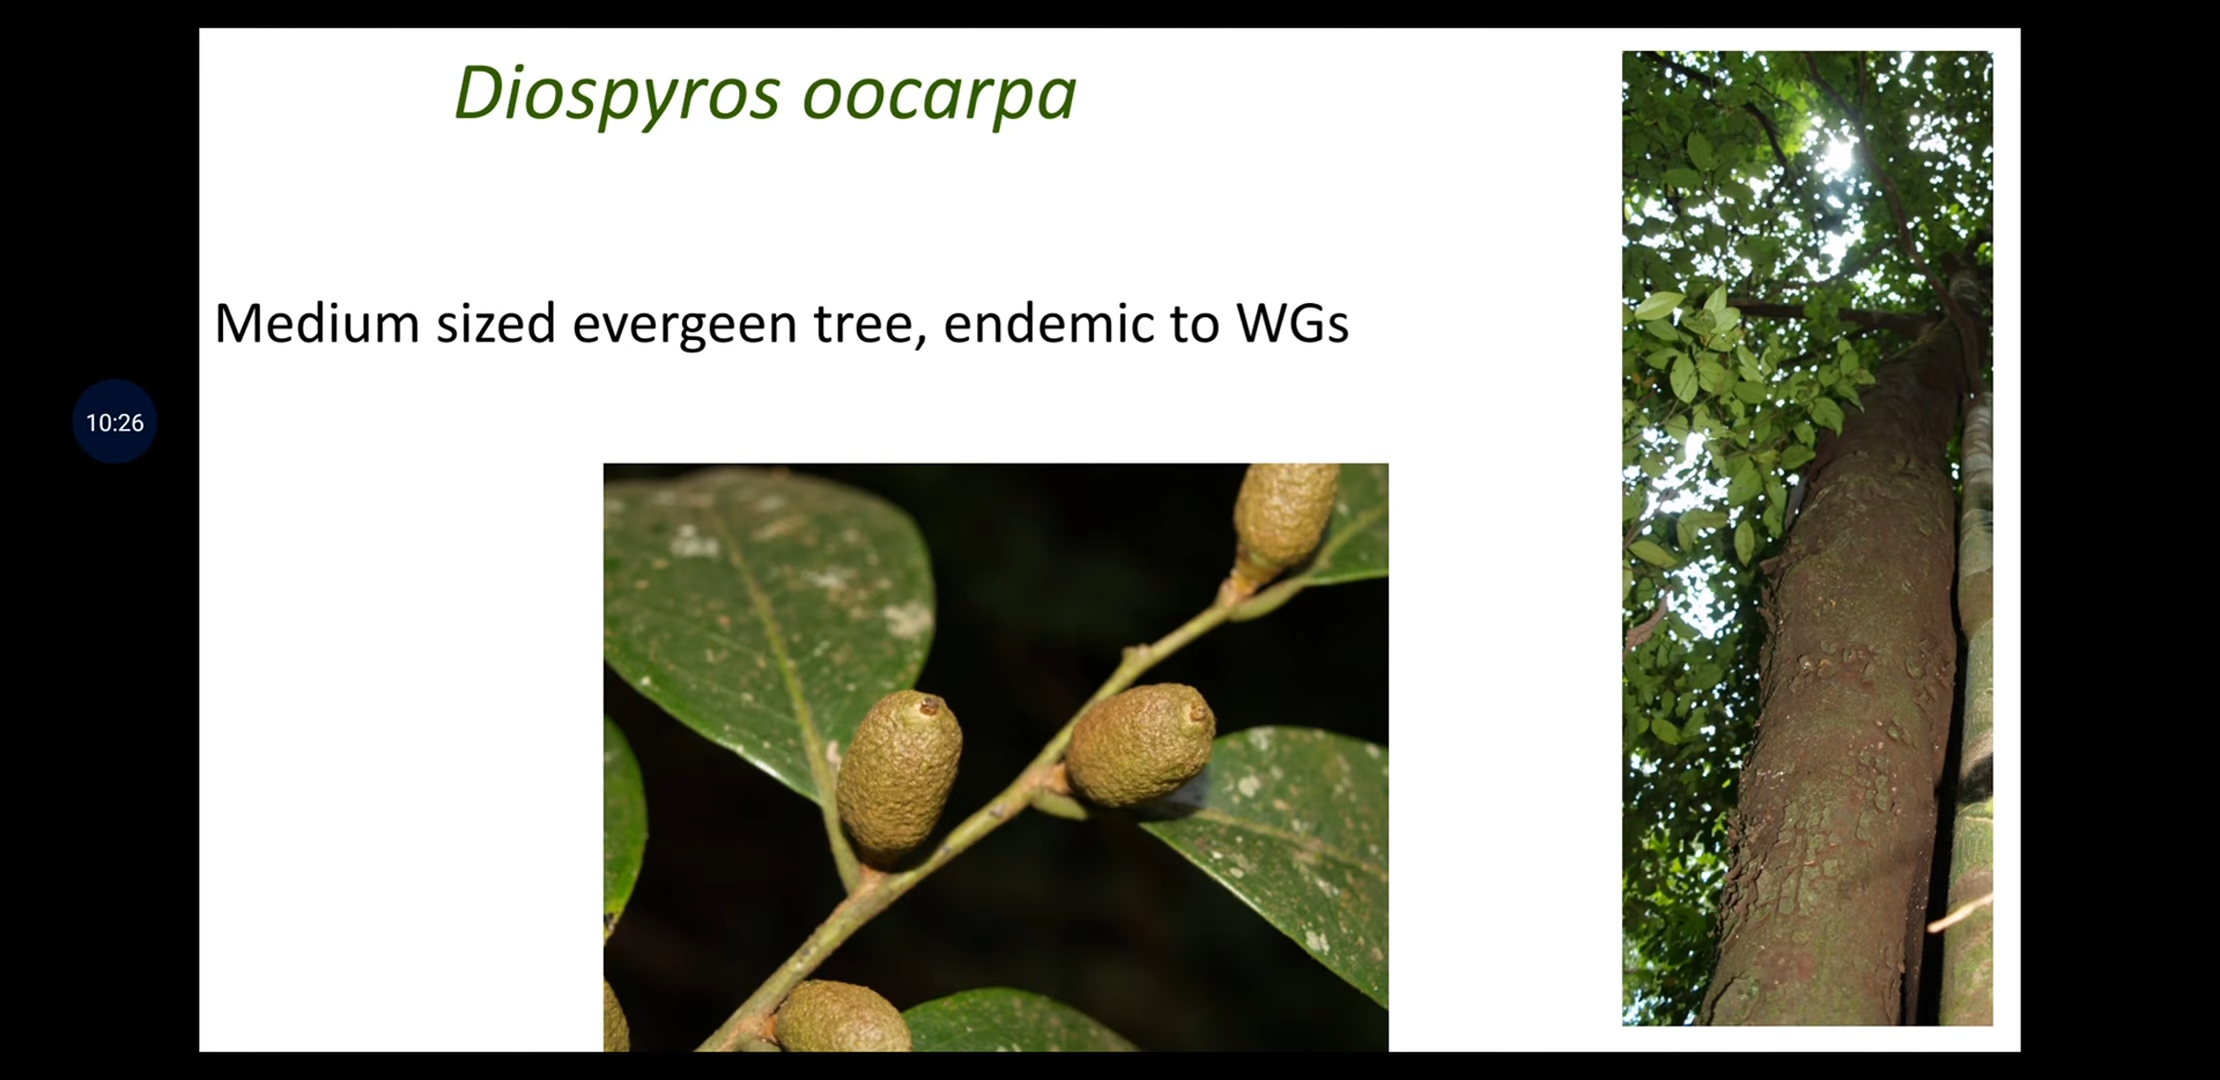 Diospyros oocarpa
Medium sized evergeen tree, endemic to WGs
10:26